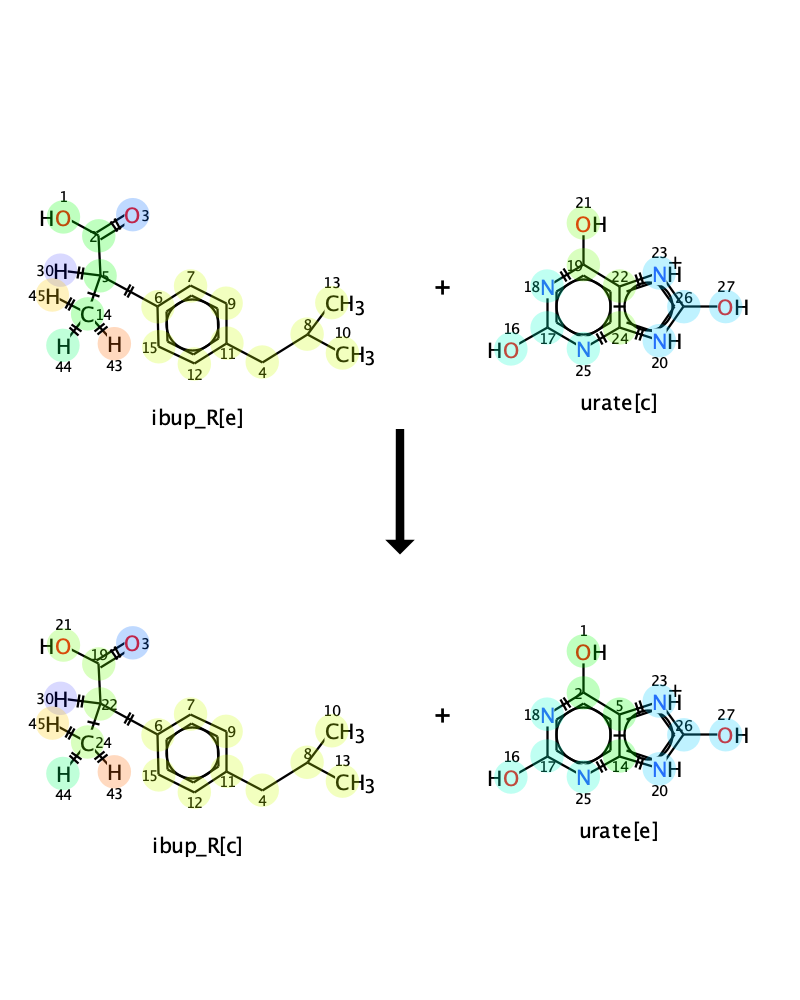 1 21
HO O3 OH
2 23
19 +
30H 5 7 13 22 NH
18N
45H 6 9 CH3 + 26 27
C14 8 OH
16 10
15 11 17 24
H H CH3 HO N NH
12 4 25 20
44 43
ibup_R[e] urate[c]
21 1
HO O3 OH
19 2 23
+
30H 22 7 10 5 NH
18N
45H 6 9 CH3 + 26 27
C24 8 OH
16 13
15 11 17 14
H H CH3 HO N NH
12 4 25 20
44 43
ibup_R[c] urate[e]